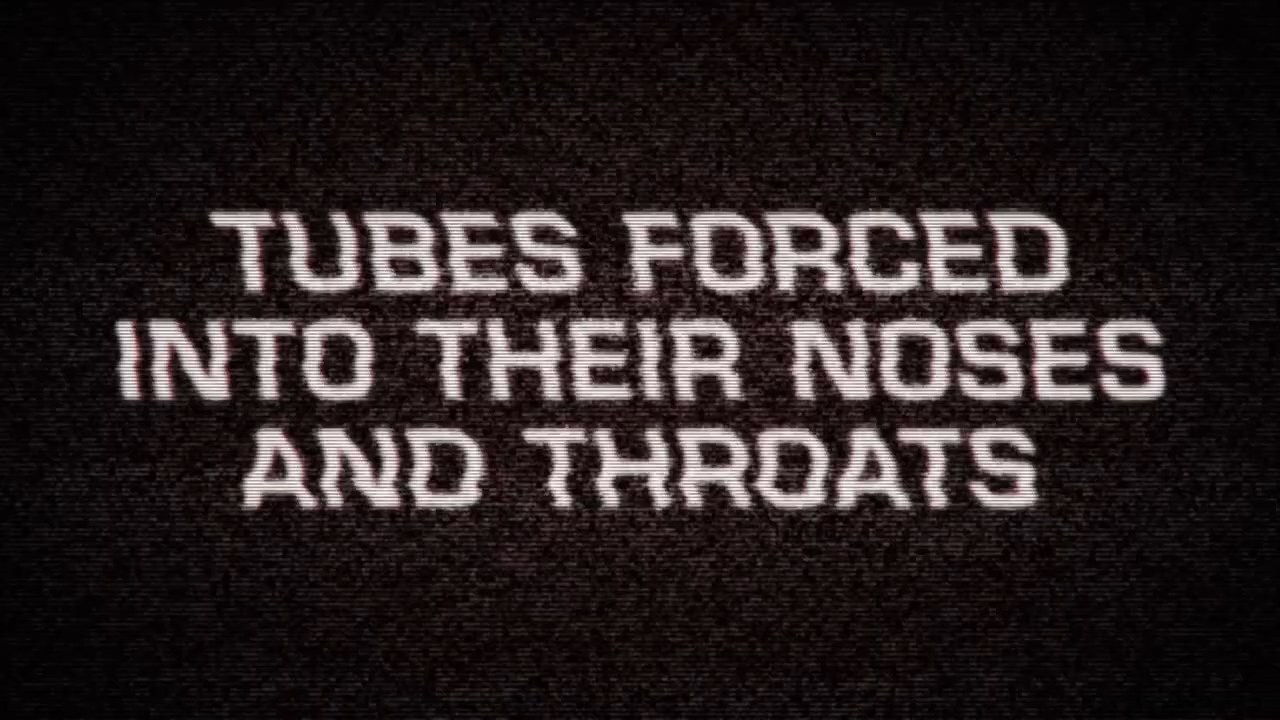 TUBES FORCED
INTO THEIR NOSES
AND THROATS